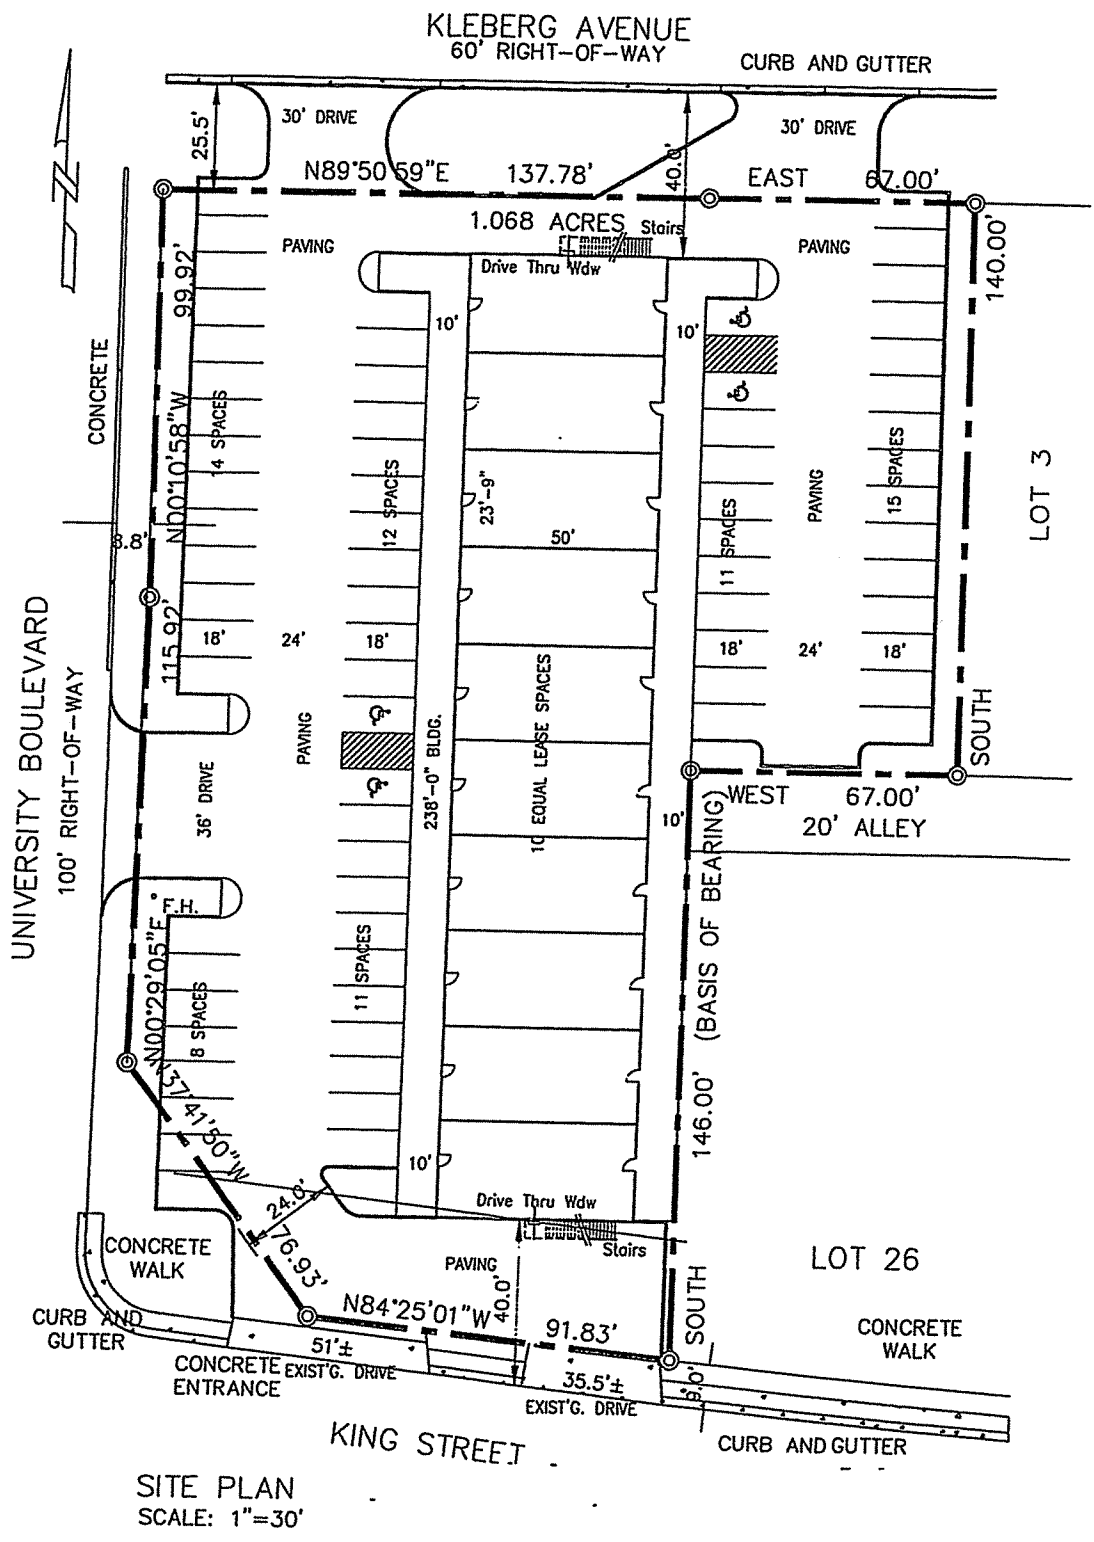 KLEBERG AVENUE
60' RIGHT-OF-WAY
CURB AND GUTTER
25.5'
30' DRIVE
30' DRIVE
40.0'
N
N89°50'59"E
137.78'
EAST
67.00'
1.068 ACRES
Stairs
PAVING
Drive Thru Wdw
PAVING
99.92'
140.00'
10'
10'
CONCRETE
N00°10'58"W
14 SPACES
12 SPACES
23'-9"
50'
11 SPACES
PAVING
15 SPACES
LOT 3
8.8'
115.92'
18'
24'
18'
18'
24'
18'
UNIVERSITY BOULEVARD
100' RIGHT-OF-WAY
PAVING
238'-0" BLDG.
10 EQUAL LEASE SPACES
SOUTH
36' DRIVE
10'
WEST
67.00'
20' ALLEY
F.H.
N00°29'05"E
8 SPACES
11 SPACES
(BASIS OF BEARING)
146.00'
N37°41'50"W
10'
24.0'
76.93'
Drive Thru Wdw
Stairs
CONCRETE
WALK
PAVING
40.0'
LOT 26
SOUTH
N84°25'01"W
91.83'
CURB AND
GUTTER
51'±
EXIST'G. DRIVE
CONCRETE
ENTRANCE
35.5'±
EXIST'G. DRIVE
9.0'
CONCRETE
WALK
KING STREET
CURB AND GUTTER
SITE PLAN
SCALE: 1"=30'